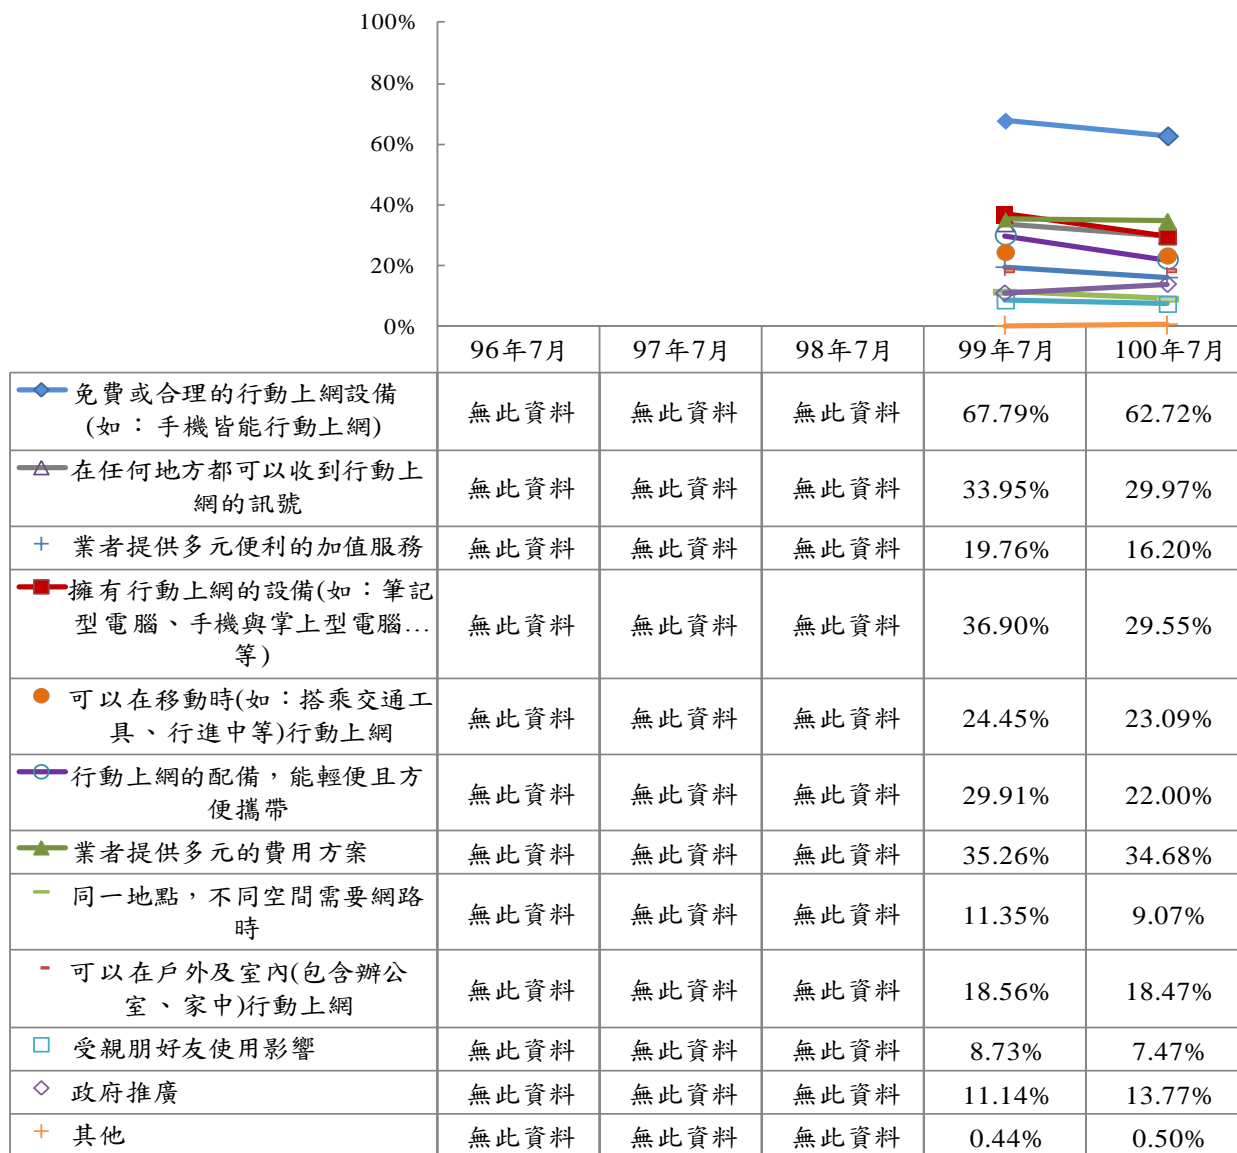 100%
80%
60%
40%
20%
0%
96年7月 97年7月 98年7月 99年7月 100年7月
免費或合理的行動上網設備
(如：手機皆能行動上網)
無此資料 無此資料 無此資料 67.79% 62.72%
在任何地方都可以收到行動上
網的訊號
無此資料 無此資料 無此資料 33.95% 29.97%
業者提供多元便利的加值服務 無此資料 無此資料 無此資料 19.76% 16.20%
擁有行動上網的設備(如：筆記
型電腦、手機與掌上型電腦…
等)
無此資料 無此資料 無此資料 36.90% 29.55%
可以在移動時(如：搭乘交通工
具、行進中等)行動上網
無此資料 無此資料 無此資料 24.45% 23.09%
行動上網的配備，能輕便且方
便攜帶
無此資料 無此資料 無此資料 29.91% 22.00%
業者提供多元的費用方案 無此資料 無此資料 無此資料 35.26% 34.68%
同一地點，不同空間需要網路
時
無此資料 無此資料 無此資料 11.35% 9.07%
可以在戶外及室內(包含辦公
室、家中)行動上網
無此資料 無此資料 無此資料 18.56% 18.47%
受親朋好友使用影響 無此資料 無此資料 無此資料 8.73% 7.47%
政府推廣 無此資料 無此資料 無此資料 11.14% 13.77%
其他 無此資料 無此資料 無此資料 0.44% 0.50%